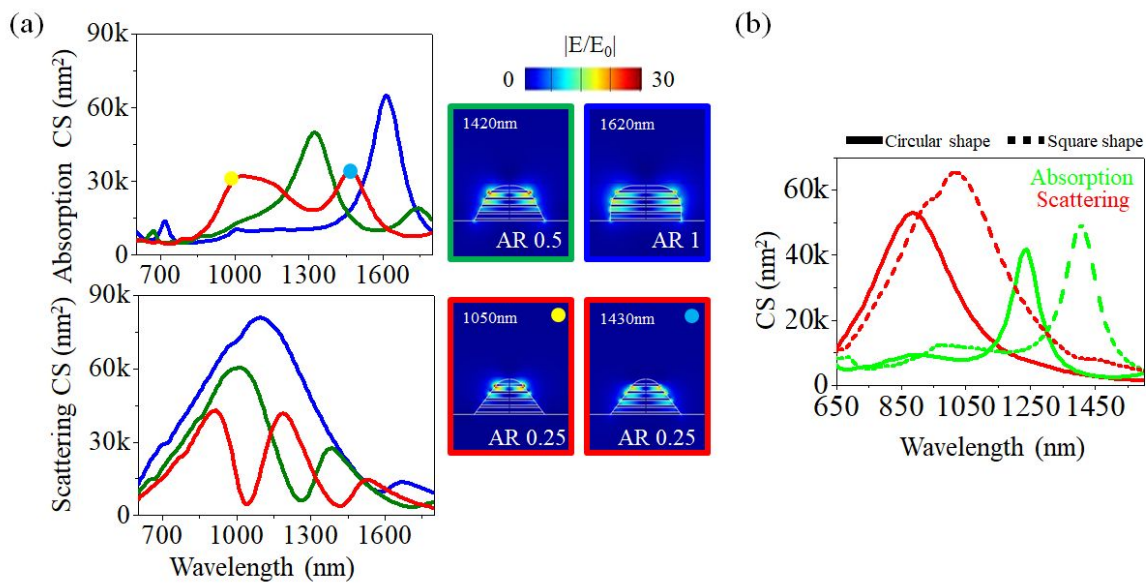 (a)
90k
60k
30k
0
Absorption CS (nm²)
700 1000 1300 1600
|E/E₀|
0 30
1420nm
AR 0.5
1620nm
AR 1
90k
60k
30k
0
Scattering CS (nm²)
700 1000 1300 1600
Wavelength (nm)
1050nm
AR 0.25
1430nm
AR 0.25
(b)
Circular shape Square shape
Absorption
Scattering
60k
40k
20k
0
CS (nm²)
650 850 1050 1250 1450
Wavelength (nm)